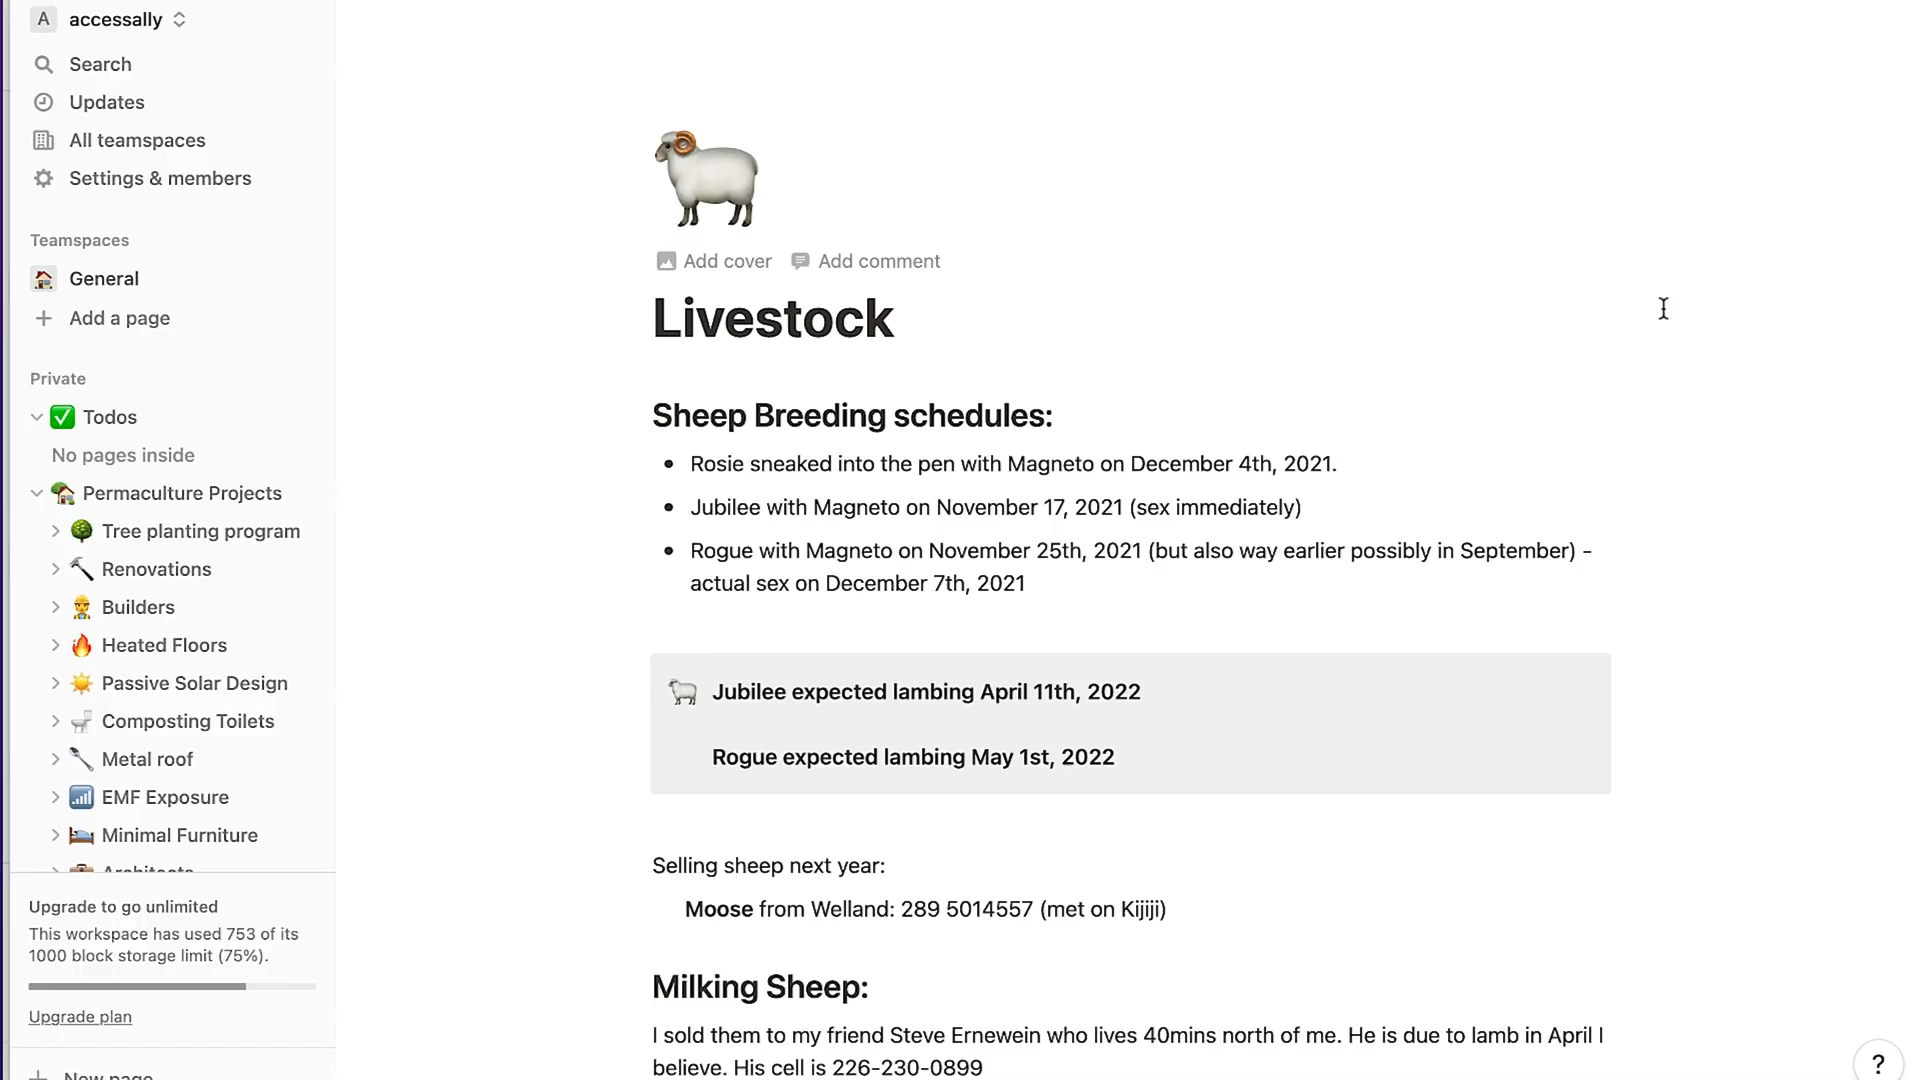 A accessally
Search
Updates
All teamspaces
Settings & members
Teamspaces
General
Add a page
Private
Todos
No pages inside
Permaculture Projects
Tree planting program
Renovations
Builders
Heated Floors
Passive Solar Design
Composting Toilets
Metal roof
EMF Exposure
Minimal Furniture
Architects
Upgrade to go unlimited
This workspace has used 753 of its
1000 block storage limit (75%).
Upgrade plan
New page
Add cover Add comment
Livestock
Sheep Breeding schedules:
• Rosie sneaked into the pen with Magneto on December 4th, 2021.
• Jubilee with Magneto on November 17, 2021 (sex immediately)
• Rogue with Magneto on November 25th, 2021 (but also way earlier possibly in September) -
actual sex on December 7th, 2021
Jubilee expected lambing April 11th, 2022
Rogue expected lambing May 1st, 2022
Selling sheep next year:
Moose from Welland: 289 5014557 (met on Kijiji)
Milking Sheep:
I sold them to my friend Steve Ernewein who lives 40mins north of me. He is due to lamb in April I
believe. His cell is 226-230-0899
?